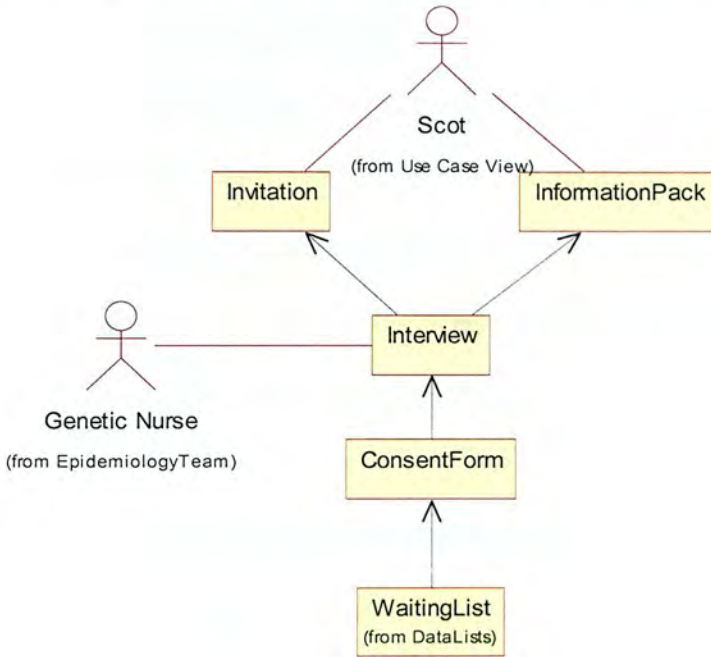 Scot
(from Use Case View)
Invitation
InformationPack
Interview
Genetic Nurse
(from EpidemiologyTeam)
ConsentForm
WaitingList
(from DataLists)